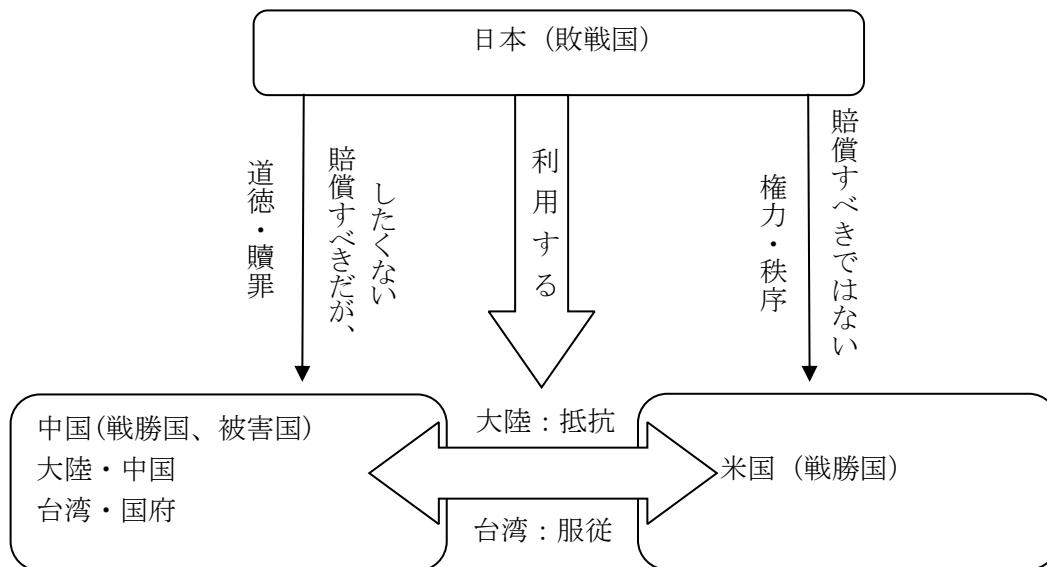 日本（敗戦国）
道徳・贖罪
賠償すべきだが、
したくない
利用する
権力・秩序
賠償すべきではない
中国(戦勝国、被害国)
大陸・中国
台湾・国府
大陸：抵抗
台湾：服従
米国（戦勝国）